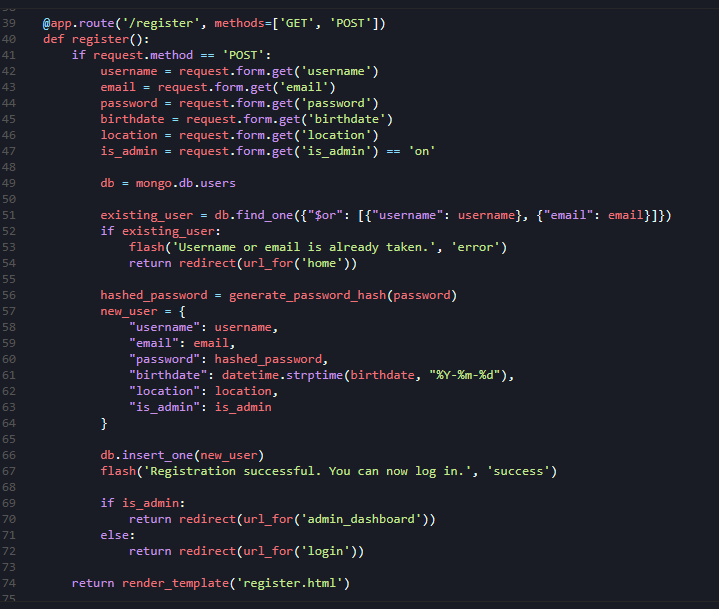 39 @app.route('/register', methods=['GET', 'POST'])
40 def register():
41     if request.method == 'POST':
42         username = request.form.get('username')
43         email = request.form.get('email')
44         password = request.form.get('password')
45         birthdate = request.form.get('birthdate')
46         location = request.form.get('location')
47         is_admin = request.form.get('is_admin') == 'on'
48
49         db = mongo.db.users
50
51         existing_user = db.find_one({"$or": [{"username": username}, {"email": email}]})
52         if existing_user:
53             flash('Username or email is already taken.', 'error')
54             return redirect(url_for('home'))
55
56         hashed_password = generate_password_hash(password)
57         new_user = {
58             "username": username,
59             "email": email,
60             "password": hashed_password,
61             "birthdate": datetime.strptime(birthdate, "%Y-%m-%d"),
62             "location": location,
63             "is_admin": is_admin
64         }
65
66         db.insert_one(new_user)
67         flash('Registration successful. You can now log in.', 'success')
68
69         if is_admin:
70             return redirect(url_for('admin_dashboard'))
71         else:
72             return redirect(url_for('login'))
73
74     return render_template('register.html')
75